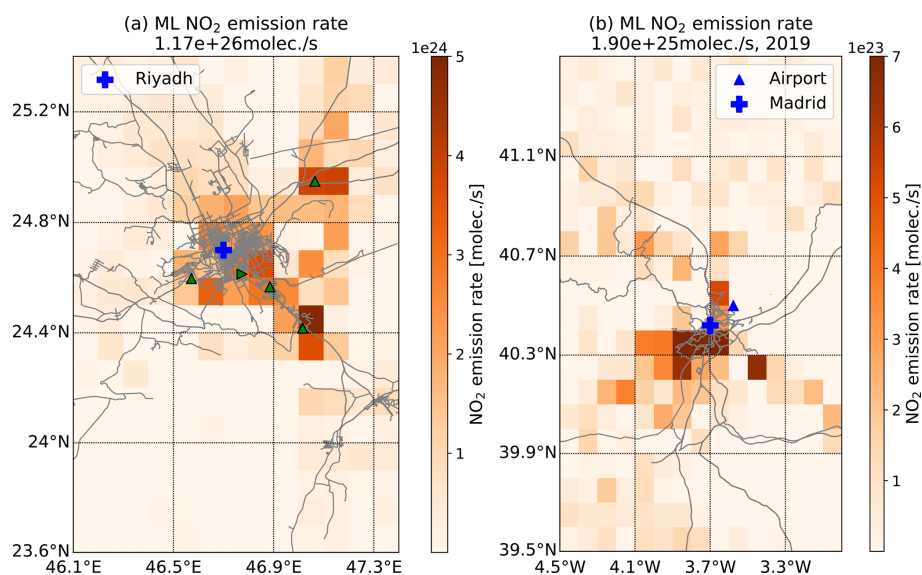 (a) ML NO₂ emission rate
1.17e+26molec./s
(b) ML NO₂ emission rate
1.90e+25molec./s, 2019
1e24
1e23
Riyadh
Airport
Madrid
25.2°N
24.8°N
24.4°N
24°N
23.6°N
46.1°E
46.5°E
46.9°E
47.3°E
5
4
3
2
1
NO₂ emission rate [molec./s]
41.1°N
40.7°N
40.3°N
39.9°N
39.5°N
4.5°W
4.1°W
3.7°W
3.3°W
7
6
5
4
3
2
1
NO₂ emission rate [molec./s]